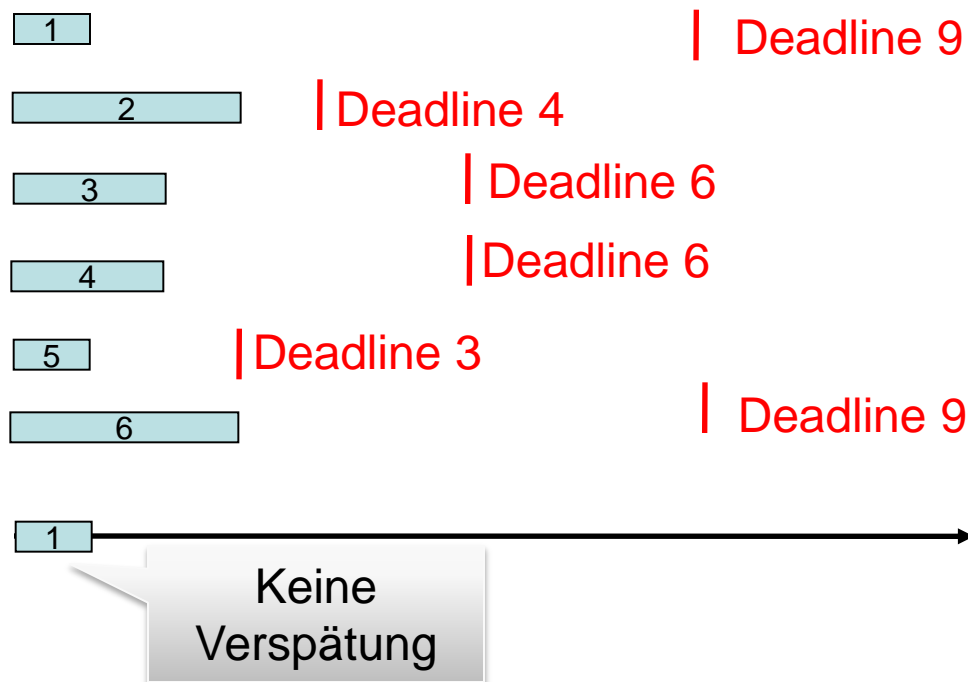 1
Deadline 9
2
Deadline 4
3
Deadline 6
4
Deadline 6
5
Deadline 3
6
Deadline 9
1
Keine
Verspätung